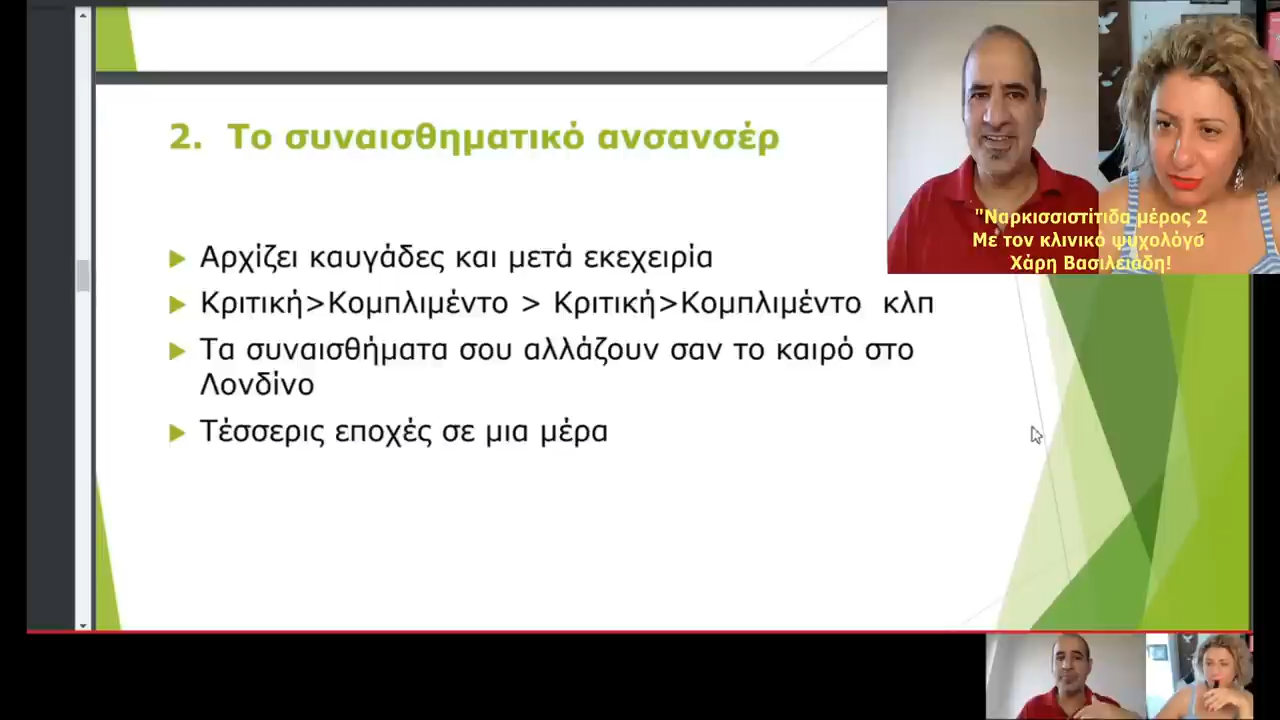 2. Το συναισθηματικό ανσανσέρ
Αρχίζει καυγάδες και μετά εκεχειρία
Κριτική>Κομπλιμέντο > Κριτική>Κομπλιμέντο κλπ
Τα συναισθήματα σου αλλάζουν σαν το καιρό στο
Λονδίνο
Τέσσερις εποχές σε μια μέρα
"Ναρκισσιστίτιδα μέρος 2
Με τον κλινικό ψυχολόγο
Χάρη Βασιλειάδη!